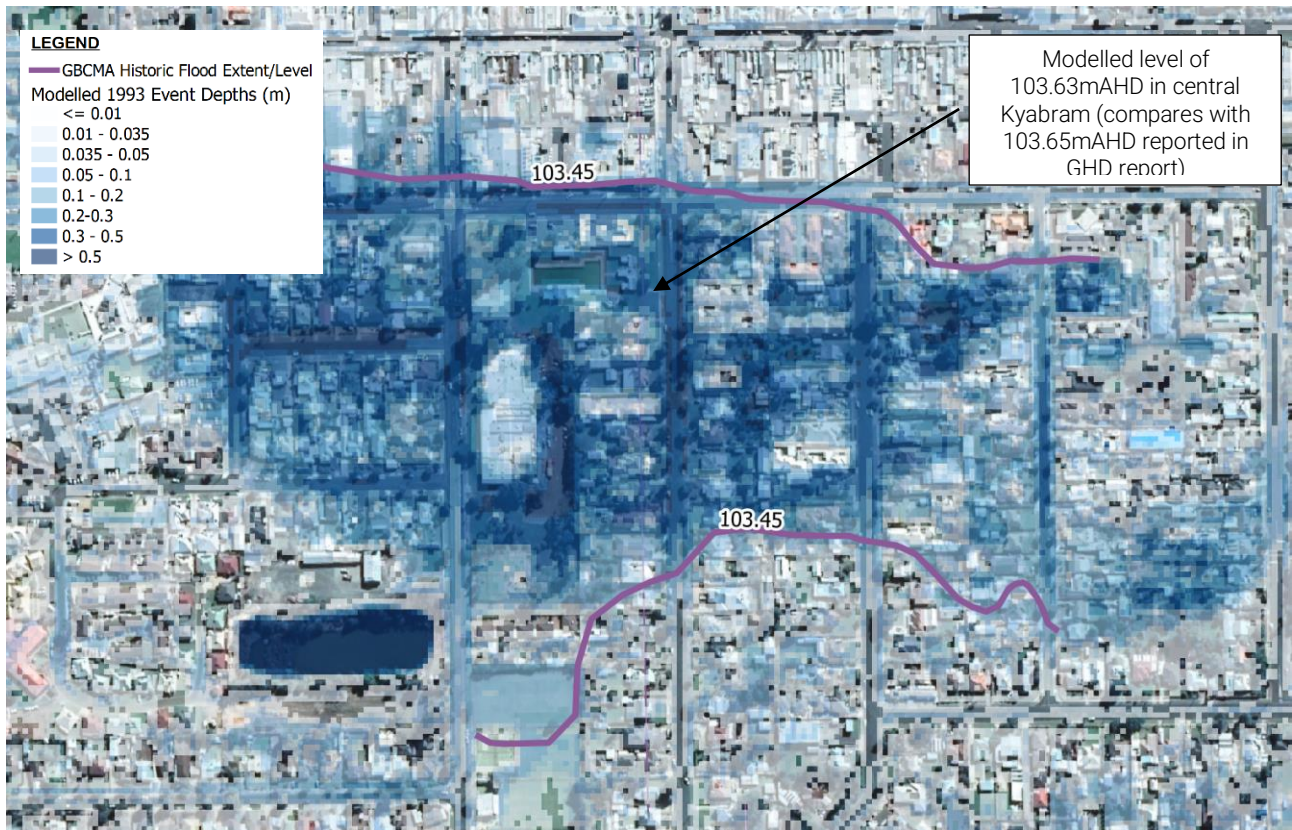 LEGEND
GBCMA Historic Flood Extent/Level
Modelled 1993 Event Depths (m)
<= 0.01
0.01 - 0.035
0.035 - 0.05
0.05 - 0.1
0.1 - 0.2
0.2-0.3
0.3 - 0.5
> 0.5
Modelled level of
103.63mAHD in central
Kyabram (compares with
103.65mAHD reported in
GHD report)
103.45
103.45